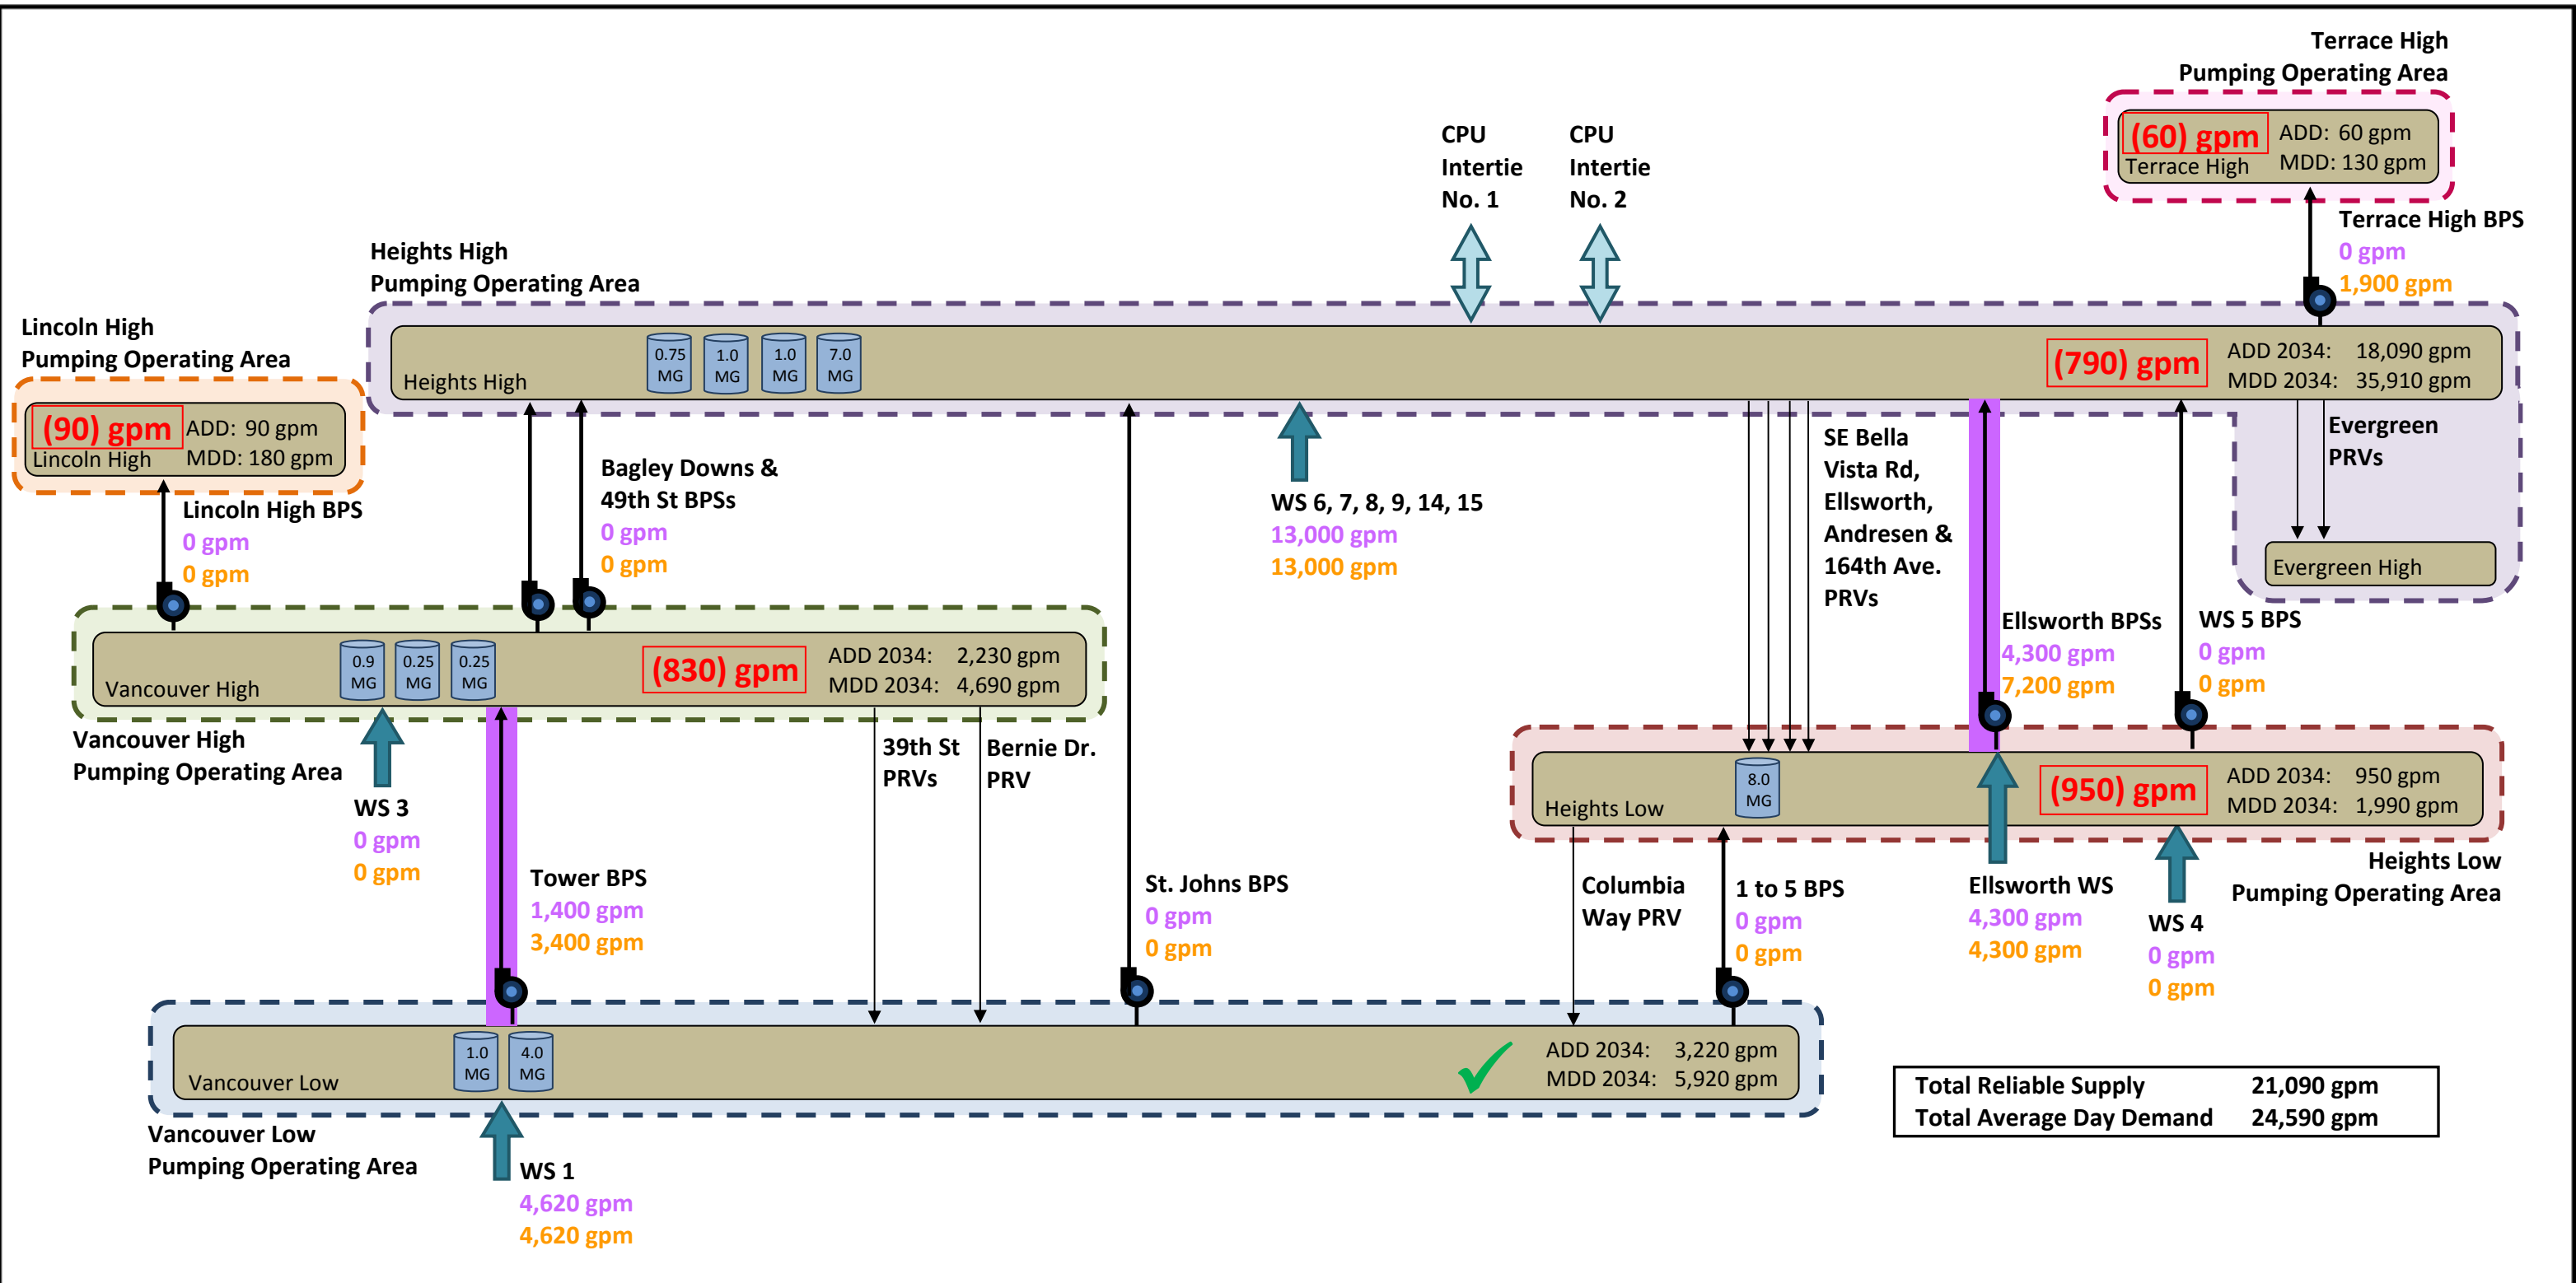 Terrace High
Pumping Operating Area
(60) gpm
ADD: 60 gpm
Terrace High
MDD: 130 gpm
Terrace High BPS
0 gpm
1,900 gpm
CPU
Intertie
No. 1
CPU
Intertie
No. 2
Heights High
Pumping Operating Area
0.75
MG
1.0
MG
1.0
MG
7.0
MG
Heights High
(790) gpm
ADD 2034: 18,090 gpm
MDD 2034: 35,910 gpm
Lincoln High
Pumping Operating Area
(90) gpm
ADD: 90 gpm
Lincoln High
MDD: 180 gpm
Lincoln High BPS
0 gpm
0 gpm
Bagley Downs &
49th St BPSs
0 gpm
0 gpm
WS 6, 7, 8, 9, 14, 15
13,000 gpm
13,000 gpm
SE Bella
Vista Rd,
Ellsworth,
Andresen &
164th Ave.
PRVs
Evergreen
PRVs
Evergreen High
Ellsworth BPSs
4,300 gpm
7,200 gpm
WS 5 BPS
0 gpm
0 gpm
0.9
MG
0.25
MG
0.25
MG
Vancouver High
(830) gpm
ADD 2034: 2,230 gpm
MDD 2034: 4,690 gpm
Vancouver High
Pumping Operating Area
WS 3
0 gpm
0 gpm
39th St
PRVs
Bernie Dr.
PRV
Tower BPS
1,400 gpm
3,400 gpm
St. Johns BPS
0 gpm
0 gpm
8.0
MG
Heights Low
(950) gpm
ADD 2034: 950 gpm
MDD 2034: 1,990 gpm
Heights Low
Pumping Operating Area
Columbia
Way PRV
1 to 5 BPS
0 gpm
0 gpm
Ellsworth WS
4,300 gpm
4,300 gpm
WS 4
0 gpm
0 gpm
1.0
MG
4.0
MG
Vancouver Low
ADD 2034: 3,220 gpm
MDD 2034: 5,920 gpm
Vancouver Low
Pumping Operating Area
WS 1
4,620 gpm
4,620 gpm
Total Reliable Supply 21,090 gpm
Total Average Day Demand 24,590 gpm